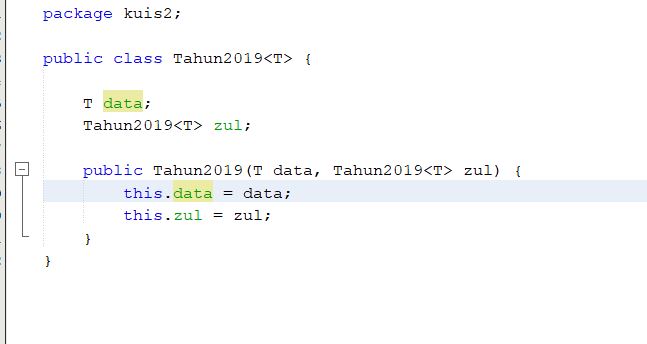 package kuis2;
public class Tahun2019<T> {
T data;
Tahun2019<T> zul;
public Tahun2019(T data, Tahun2019<T> zul) {
this.data = data;
this.zul = zul;
}
}